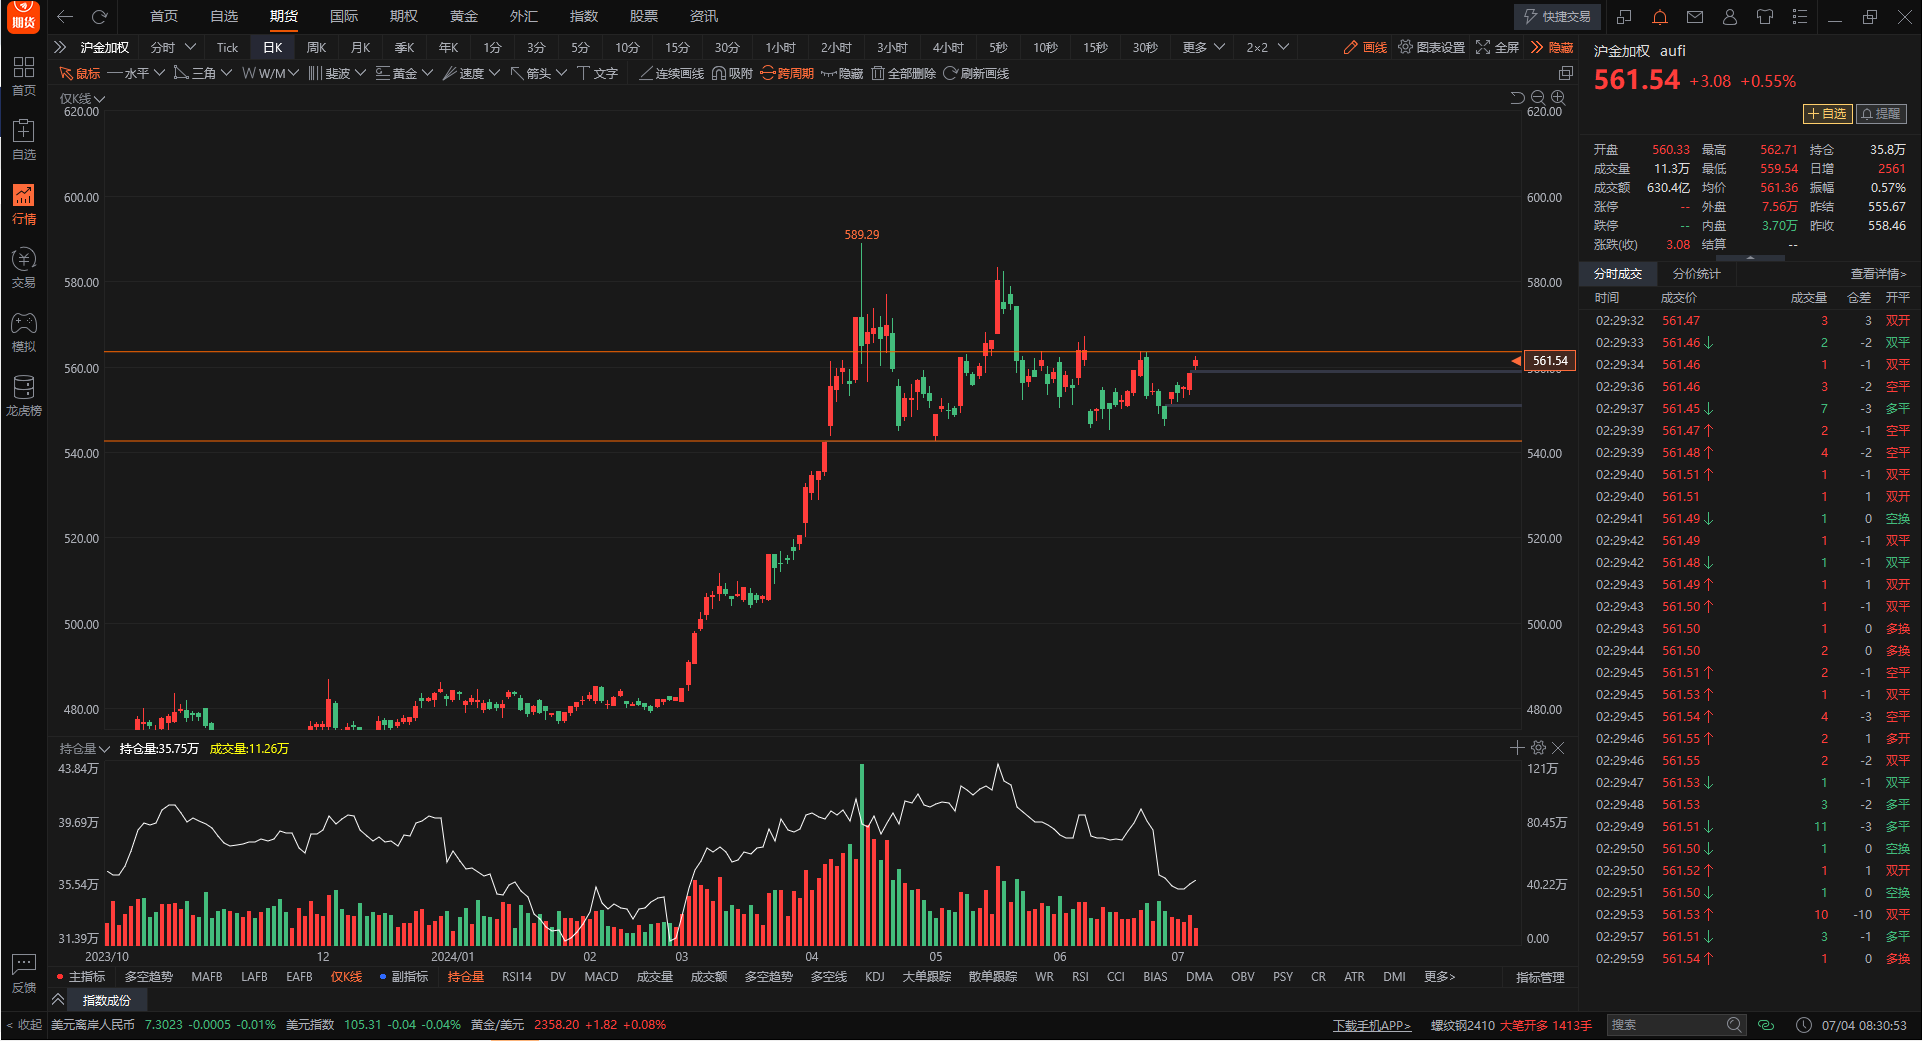 期货
首页 自选 期货 国际 期权 黄金 外汇 指数 股票 资讯 快捷交易
沪金加权 分时 Tick 日K 周K 月K 季K 年K 1分 3分 5分 10分 15分 30分 1小时 2小时 3小时 4小时 5秒 10秒 15秒 30秒 更多 2×2 画线 图表设置 全屏 隐藏
鼠标 水平 三角 W/M 斐波 黄金 速度 箭头 文字 连续画线 吸附 跨周期 隐藏 全部删除 刷新画线
首页
自选
行情
交易
模拟
龙虎榜
反馈
< 收起
仅K线
620.00 620.00
600.00 600.00
589.29
580.00 580.00
561.54
560.00
540.00 540.00
520.00 520.00
500.00 500.00
480.00 480.00
持仓量 持仓量:35.75万 成交量:11.26万
43.84万 121万
39.69万 80.45万
35.54万 40.22万
31.39万 0.00
2023/10 12 2024/01 02 03 04 05 06 07
主指标 多空趋势 MAFB LAFB EAFB 仅K线 副指标 持仓量 RSI14 DV MACD 成交量 成交额 多空趋势 多空线 KDJ 大单跟踪 散单跟踪 WR RSI CCI BIAS DMA OBV PSY CR ATR DMI 更多> 指标管理
指数成份
沪金加权 aufi
561.54 +3.08 +0.55%
+自选 提醒
开盘 560.33 最高 562.71 持仓 35.8万
成交量 11.3万 最低 559.54 日增 2561
成交额 630.4亿 均价 561.36 振幅 0.57%
涨停 -- 外盘 7.56万 昨结 555.67
跌停 -- 内盘 3.70万 昨收 558.46
涨跌(收) 3.08 结算 --
分时成交 分价统计 查看详情>
时间 成交价 成交量 仓差 开平
02:29:32 561.47 3 3 双开
02:29:33 561.46↓ 2 -2 双平
02:29:34 561.46 1 -1 双平
02:29:36 561.46 3 -2 空平
02:29:37 561.45↓ 7 -3 多平
02:29:39 561.47↑ 2 -1 空平
02:29:39 561.48↑ 4 -2 空平
02:29:40 561.51↑ 1 -1 双平
02:29:40 561.51 1 1 双开
02:29:41 561.49↓ 1 0 空换
02:29:42 561.49 1 -1 双平
02:29:42 561.48↓ 1 -1 双平
02:29:43 561.49↑ 1 1 双开
02:29:43 561.50↑ 1 -1 双平
02:29:43 561.50 1 0 多换
02:29:44 561.50 2 0 多换
02:29:45 561.51↑ 2 -1 空平
02:29:45 561.53↑ 1 -1 双平
02:29:45 561.54↑ 4 -3 空平
02:29:46 561.55↑ 2 1 多开
02:29:46 561.55 2 -2 双平
02:29:47 561.53↓ 1 -1 双平
02:29:48 561.53 3 -2 多平
02:29:49 561.51↓ 11 -3 多平
02:29:50 561.50↓ 1 0 空换
02:29:50 561.52↑ 1 1 双开
02:29:51 561.50↓ 1 0 空换
02:29:53 561.53↑ 10 -10 双平
02:29:57 561.51↓ 3 -1 多平
02:29:59 561.54↑ 1 0 多换
美元离岸人民币 7.3023 -0.0005 -0.01% 美元指数 105.31 -0.04 -0.04% 黄金/美元 2358.20 +1.82 +0.08% 下载手机APP> 螺纹钢2410 大笔开多 1413手 搜索 07/04 08:30:53